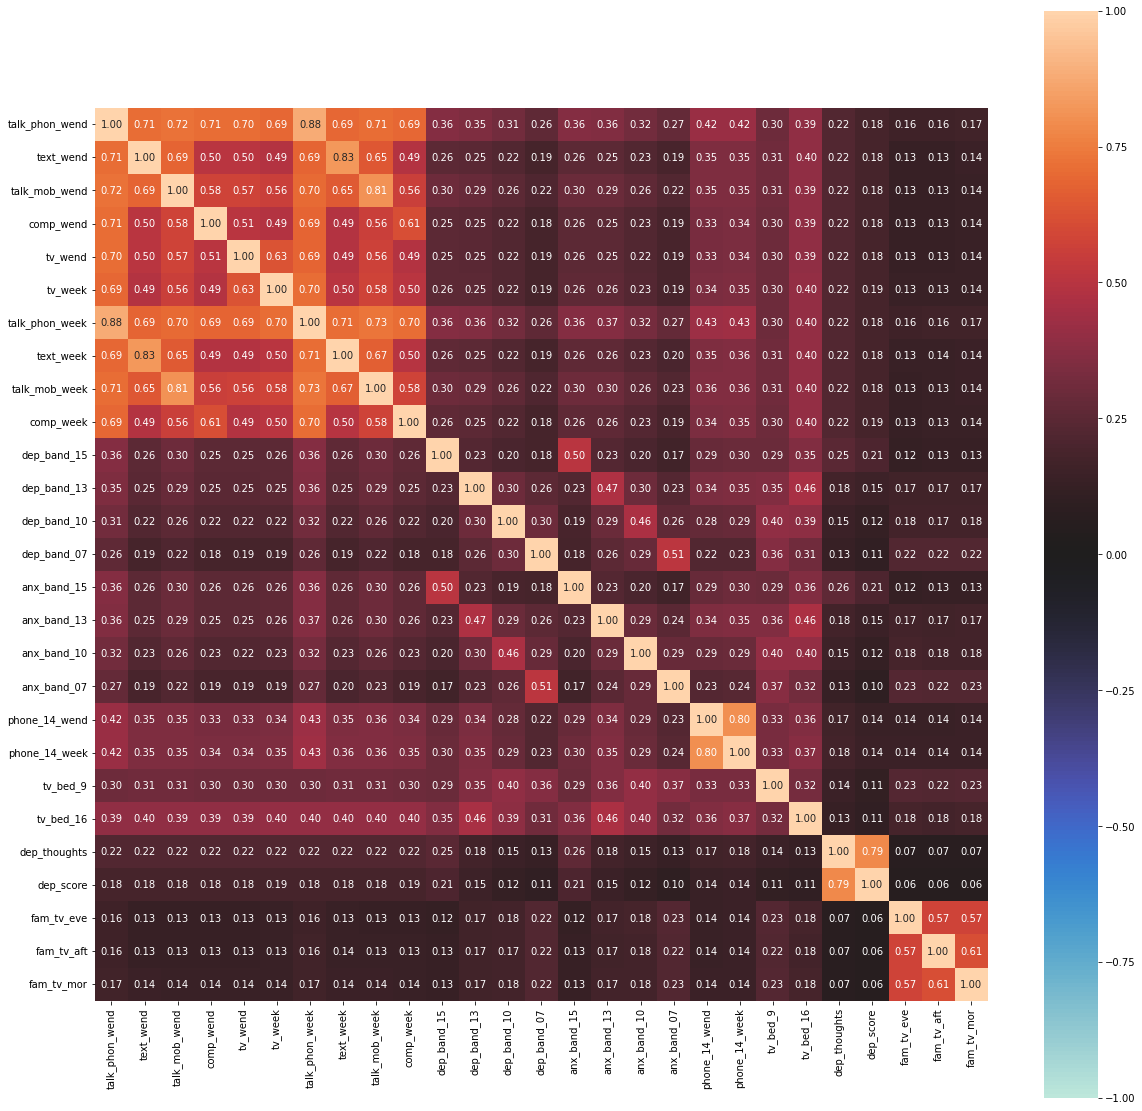 talk_phon_wend 1.00 0.71 0.72 0.71 0.70 0.69 0.88 0.69 0.71 0.69 0.36 0.35 0.31 0.26 0.36 0.36 0.32 0.27 0.42 0.42 0.30 0.39 0.22 0.18 0.16 0.16 0.17
text_wend 0.71 1.00 0.69 0.50 0.50 0.49 0.69 0.83 0.65 0.49 0.26 0.25 0.22 0.19 0.26 0.25 0.23 0.19 0.35 0.35 0.31 0.40 0.22 0.18 0.13 0.13 0.14
talk_mob_wend 0.72 0.69 1.00 0.58 0.57 0.56 0.70 0.65 0.81 0.56 0.30 0.29 0.26 0.22 0.30 0.29 0.26 0.22 0.35 0.35 0.31 0.39 0.22 0.18 0.13 0.13 0.14
comp_wend 0.71 0.50 0.58 1.00 0.51 0.49 0.69 0.49 0.56 0.61 0.25 0.25 0.22 0.18 0.26 0.25 0.23 0.19 0.33 0.34 0.30 0.39 0.22 0.18 0.13 0.13 0.14
tv_wend 0.70 0.50 0.57 0.51 1.00 0.63 0.69 0.49 0.56 0.49 0.25 0.25 0.22 0.19 0.26 0.25 0.22 0.19 0.33 0.34 0.30 0.39 0.22 0.18 0.13 0.13 0.14
tv_week 0.69 0.49 0.56 0.49 0.63 1.00 0.70 0.50 0.58 0.50 0.26 0.25 0.22 0.19 0.26 0.26 0.23 0.19 0.34 0.35 0.30 0.40 0.22 0.19 0.13 0.13 0.14
talk_phon_week 0.88 0.69 0.70 0.69 0.69 0.70 1.00 0.71 0.73 0.70 0.36 0.36 0.32 0.26 0.36 0.37 0.32 0.27 0.43 0.43 0.30 0.40 0.22 0.18 0.16 0.16 0.17
text_week 0.69 0.83 0.65 0.49 0.49 0.50 0.71 1.00 0.67 0.50 0.26 0.25 0.22 0.19 0.26 0.26 0.23 0.20 0.35 0.36 0.31 0.40 0.22 0.18 0.13 0.14 0.14
talk_mob_week 0.71 0.65 0.81 0.56 0.56 0.58 0.73 0.67 1.00 0.58 0.30 0.29 0.26 0.22 0.30 0.30 0.26 0.23 0.36 0.36 0.31 0.40 0.22 0.18 0.13 0.13 0.14
comp_week 0.69 0.49 0.56 0.61 0.49 0.50 0.70 0.50 0.58 1.00 0.26 0.25 0.22 0.18 0.26 0.26 0.23 0.19 0.34 0.35 0.30 0.40 0.22 0.19 0.13 0.13 0.14
dep_band_15 0.36 0.26 0.30 0.25 0.25 0.26 0.36 0.26 0.30 0.26 1.00 0.23 0.20 0.18 0.50 0.23 0.20 0.17 0.29 0.30 0.29 0.35 0.25 0.21 0.12 0.13 0.13
dep_band_13 0.35 0.25 0.29 0.25 0.25 0.25 0.36 0.25 0.29 0.25 0.23 1.00 0.30 0.26 0.23 0.47 0.30 0.23 0.34 0.35 0.35 0.46 0.18 0.15 0.17 0.17 0.17
dep_band_10 0.31 0.22 0.26 0.22 0.22 0.22 0.32 0.22 0.26 0.22 0.20 0.30 1.00 0.30 0.19 0.29 0.46 0.26 0.28 0.29 0.40 0.39 0.15 0.12 0.18 0.17 0.18
dep_band_07 0.26 0.19 0.22 0.18 0.19 0.19 0.26 0.19 0.22 0.18 0.18 0.26 0.30 1.00 0.18 0.26 0.29 0.51 0.22 0.23 0.36 0.31 0.13 0.11 0.22 0.22 0.22
anx_band_15 0.36 0.26 0.30 0.26 0.26 0.26 0.36 0.26 0.30 0.26 0.50 0.23 0.19 0.18 1.00 0.23 0.20 0.17 0.29 0.30 0.29 0.36 0.26 0.21 0.12 0.13 0.13
anx_band_13 0.36 0.25 0.29 0.25 0.25 0.26 0.37 0.26 0.30 0.26 0.23 0.47 0.29 0.26 0.23 1.00 0.29 0.24 0.34 0.35 0.36 0.46 0.18 0.15 0.17 0.17 0.17
anx_band_10 0.32 0.23 0.26 0.23 0.22 0.23 0.32 0.23 0.26 0.23 0.20 0.30 0.46 0.29 0.20 0.29 1.00 0.29 0.29 0.29 0.40 0.40 0.15 0.12 0.18 0.18 0.18
anx_band_07 0.27 0.19 0.22 0.19 0.19 0.19 0.27 0.20 0.23 0.19 0.17 0.23 0.26 0.51 0.17 0.24 0.29 1.00 0.23 0.24 0.37 0.32 0.13 0.10 0.23 0.22 0.23
phone_14_wend 0.42 0.35 0.35 0.33 0.33 0.34 0.43 0.35 0.36 0.34 0.29 0.34 0.28 0.22 0.29 0.34 0.29 0.23 1.00 0.80 0.33 0.36 0.17 0.14 0.14 0.14 0.14
phone_14_week 0.42 0.35 0.35 0.34 0.34 0.35 0.43 0.36 0.36 0.35 0.30 0.35 0.29 0.23 0.30 0.35 0.29 0.24 0.80 1.00 0.33 0.37 0.18 0.14 0.14 0.14 0.14
tv_bed_9 0.30 0.31 0.31 0.30 0.30 0.30 0.30 0.31 0.31 0.30 0.29 0.35 0.40 0.36 0.29 0.36 0.40 0.37 0.33 0.33 1.00 0.32 0.14 0.11 0.23 0.22 0.23
tv_bed_16 0.39 0.40 0.39 0.39 0.39 0.40 0.40 0.40 0.40 0.40 0.35 0.46 0.39 0.31 0.36 0.46 0.40 0.32 0.36 0.37 0.32 1.00 0.13 0.11 0.18 0.18 0.18
dep_thoughts 0.22 0.22 0.22 0.22 0.22 0.22 0.22 0.22 0.22 0.22 0.25 0.18 0.15 0.13 0.26 0.18 0.15 0.13 0.17 0.18 0.14 0.13 1.00 0.79 0.07 0.07 0.07
dep_score 0.18 0.18 0.18 0.18 0.18 0.19 0.18 0.18 0.18 0.19 0.21 0.15 0.12 0.11 0.21 0.15 0.12 0.10 0.14 0.14 0.11 0.11 0.79 1.00 0.06 0.06 0.06
fam_tv_eve 0.16 0.13 0.13 0.13 0.13 0.13 0.16 0.13 0.13 0.13 0.12 0.17 0.18 0.22 0.12 0.17 0.18 0.23 0.14 0.14 0.23 0.18 0.07 0.06 1.00 0.57 0.57
fam_tv_aft 0.16 0.13 0.13 0.13 0.13 0.13 0.16 0.14 0.13 0.13 0.13 0.17 0.17 0.22 0.13 0.17 0.18 0.22 0.14 0.14 0.22 0.18 0.07 0.06 0.57 1.00 0.61
fam_tv_mor 0.17 0.14 0.14 0.14 0.14 0.14 0.17 0.14 0.14 0.14 0.13 0.17 0.18 0.22 0.13 0.17 0.18 0.23 0.14 0.14 0.23 0.18 0.07 0.06 0.57 0.61 1.00
talk_phon_wend
text_wend
talk_mob_wend
comp_wend
tv_wend
tv_week
talk_phon_week
text_week
talk_mob_week
comp_week
dep_band_15
dep_band_13
dep_band_10
dep_band_07
anx_band_15
anx_band_13
anx_band_10
anx_band_07
phone_14_wend
phone_14_week
tv_bed_9
tv_bed_16
dep_thoughts
dep_score
fam_tv_eve
fam_tv_aft
fam_tv_mor
1.00
0.75
0.50
0.25
0.00
−0.25
−0.50
−0.75
−1.00